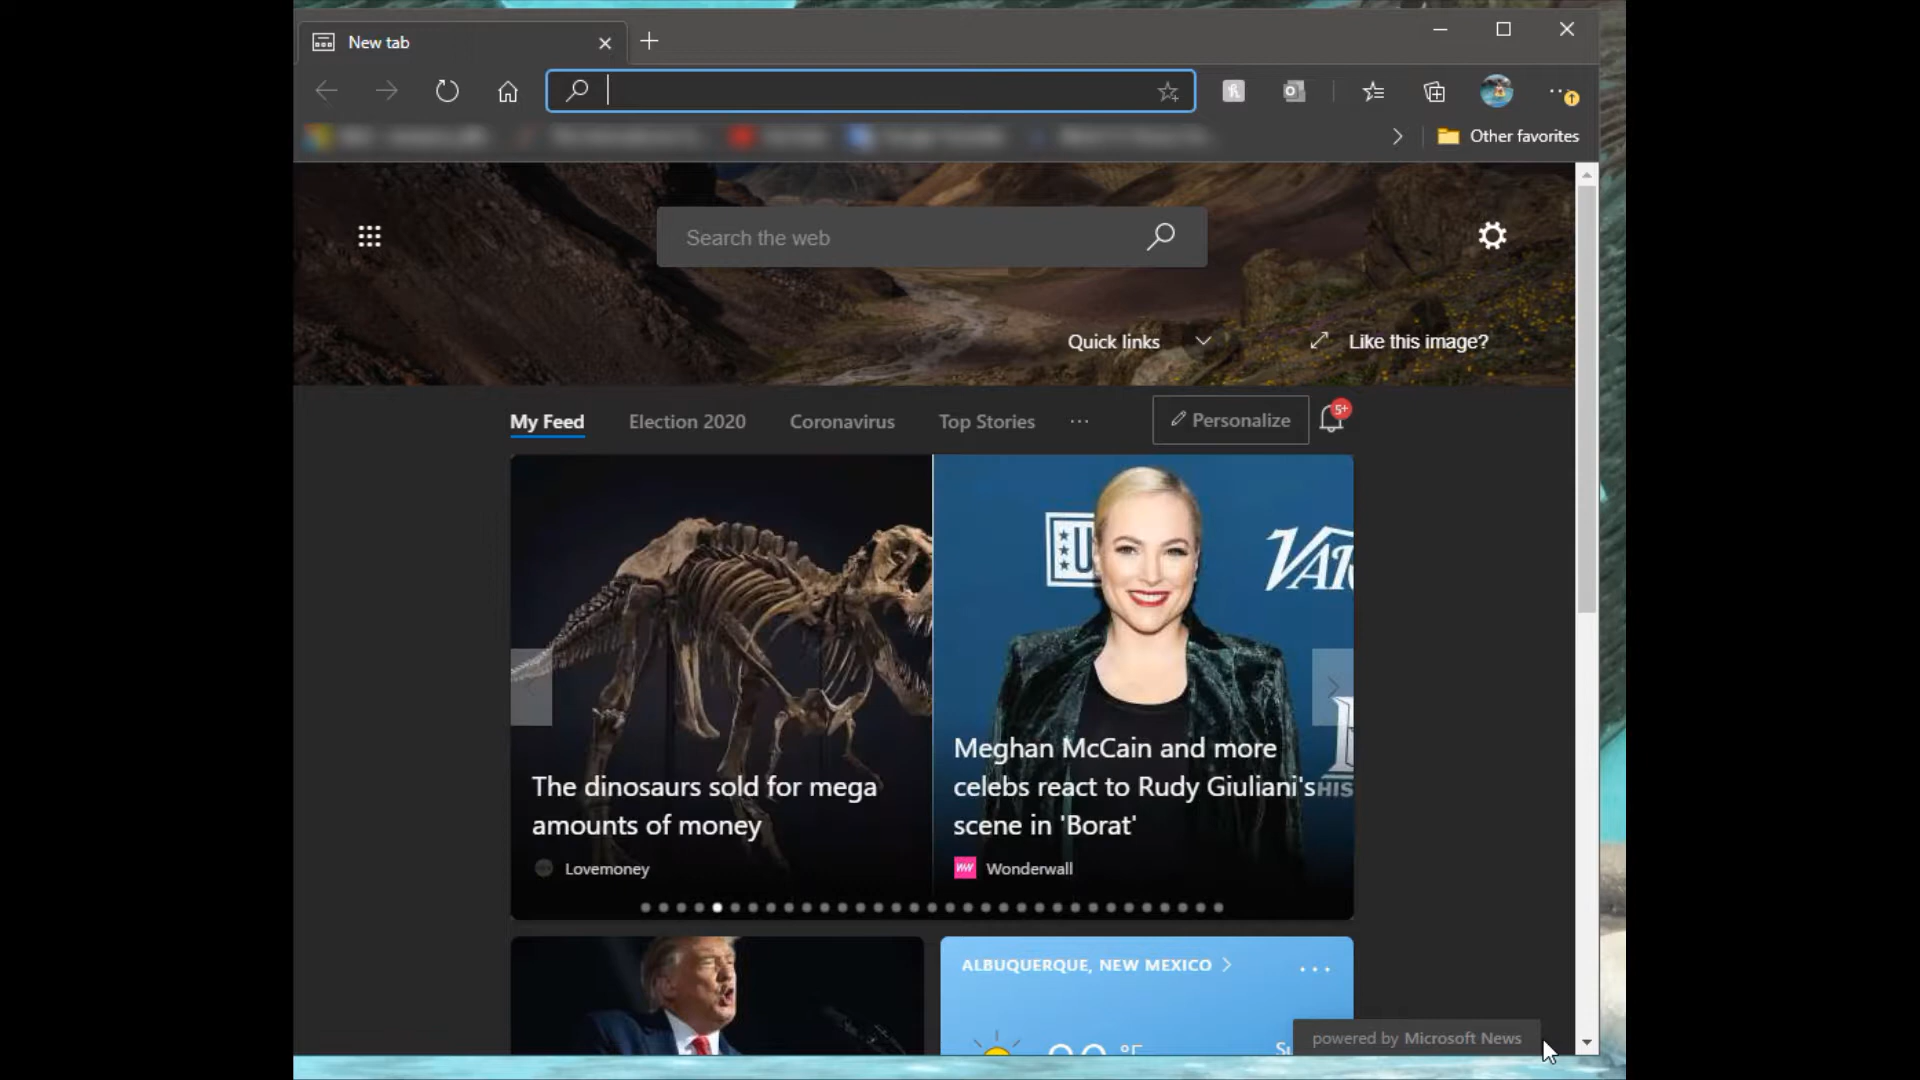 New tab
Other favorites
Search the web
Quick links
Like this image?
My Feed
Election 2020
Coronavirus
Top Stories
Personalize
5+
The dinosaurs sold for mega
amounts of money
Lovemoney
Meghan McCain and more
celebs react to Rudy Giuliani's
scene in 'Borat'
Wonderwall
ALBUQUERQUE, NEW MEXICO
°F
powered by Microsoft News